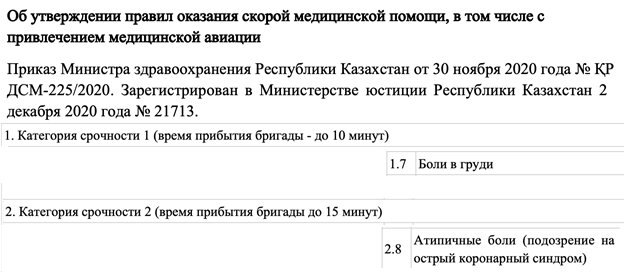 Об утверждении правил оказания скорой медицинской помощи, в том числе с
привлечением медицинской авиации
Приказ Министра здравоохранения Республики Казахстан от 30 ноября 2020 года № ҚР
ДСМ-225/2020. Зарегистрирован в Министерстве юстиции Республики Казахстан 2
декабря 2020 года № 21713.
1. Категория срочности 1 (время прибытия бригады - до 10 минут)
1.7 Боли в груди
2. Категория срочности 2 (время прибытия бригады до 15 минут)
2.8 Атипичные боли (подозрение на
острый коронарный синдром)